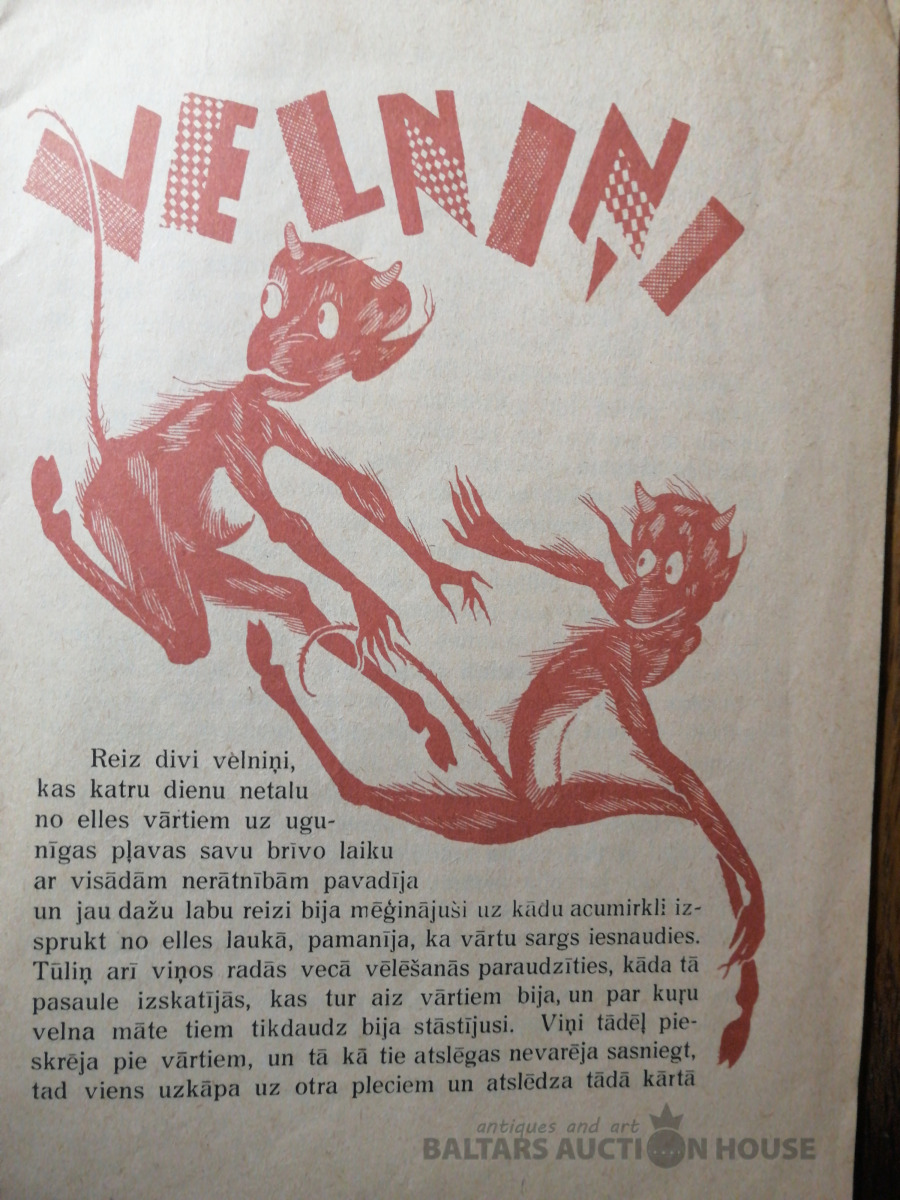 VELNIŅI
Reiz divi velniņi,
kas katru dienu netalu
no elles vārtiem uz ugu-
nīgas pļavas savu brīvo laiku
ar visādām nerātnībām pavadīja
un jau dažu labu reizi bija mēģinājuši uz kādu acumirkli iz-
sprukt no elles laukā, pamanīja, ka vārtu sargs iesnaudies.
Tūliņ arī viņos radās vecā vēlēšanās paraudzīties, kāda tā
pasaule izskatījās, kas tur aiz vārtiem bija, un par kuŗu
velna māte tiem tikdaudz bija stāstījusi. Viņi tādēļ pie-
skrēja pie vārtiem, un tā kā tie atslēgas nevarēja sasniegt,
tad viens uzkāpa uz otra pleciem un atslēdza tādā kārtā
antiques and art
BALTARS AUCTION HOUSE